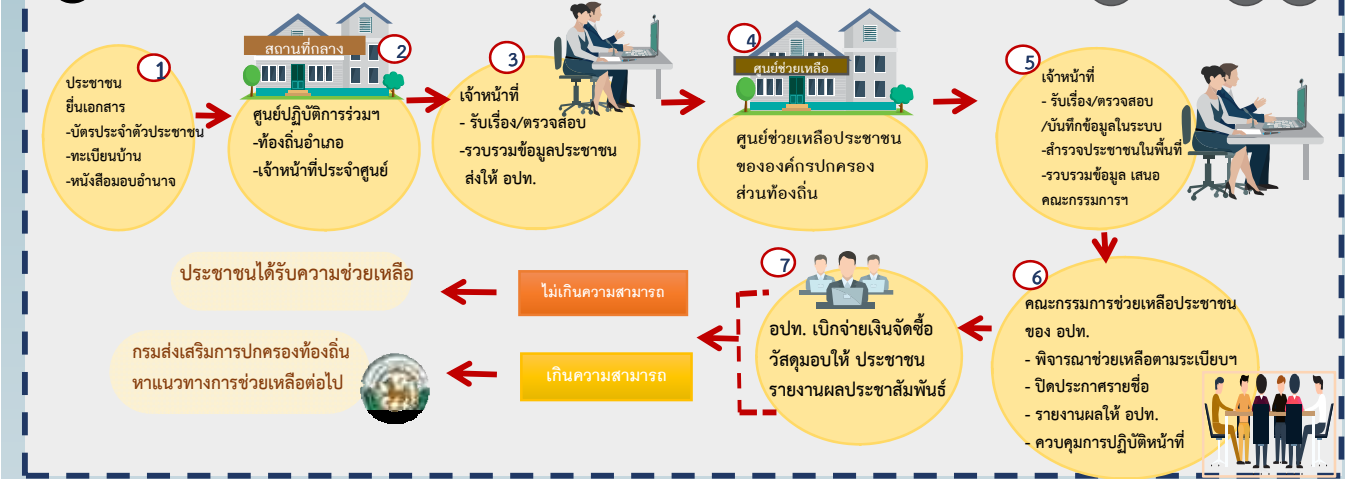 1
ประชาชน
ยื่นเอกสาร
-บัตรประจำตัวประชาชน
-ทะเบียนบ้าน
-หนังสือมอบอำนาจ
สถานที่กลาง
2
ศูนย์ปฏิบัติการร่วมฯ
-ท้องถิ่นอำเภอ
-เจ้าหน้าที่ประจำศูนย์
3
เจ้าหน้าที่
- รับเรื่อง/ตรวจสอบ
-รวบรวมข้อมูลประชาชน
ส่งให้ อปท.
4
ศูนย์ช่วยเหลือ
ศูนย์ช่วยเหลือประชาชน
ขององค์กรปกครอง
ส่วนท้องถิ่น
5
เจ้าหน้าที่
- รับเรื่อง/ตรวจสอบ
/บันทึกข้อมูลในระบบ
-สำรวจประชาชนในพื้นที่
-รวบรวมข้อมูล เสนอ
คณะกรรมการฯ
6
คณะกรรมการช่วยเหลือประชาชน
ของ อปท.
- พิจารณาช่วยเหลือตามระเบียบฯ
- ปิดประกาศรายชื่อ
- รายงานผลให้ อปท.
- ควบคุมการปฏิบัติหน้าที่
7
อปท. เบิกจ่ายเงินจัดซื้อ
วัสดุมอบให้ ประชาชน
รายงานผลประชาสัมพันธ์
ไม่เกินความสามารถ
ประชาชนได้รับความช่วยเหลือ
เกินความสามารถ
กรมส่งเสริมการปกครองท้องถิ่น
หาแนวทางการช่วยเหลือต่อไป